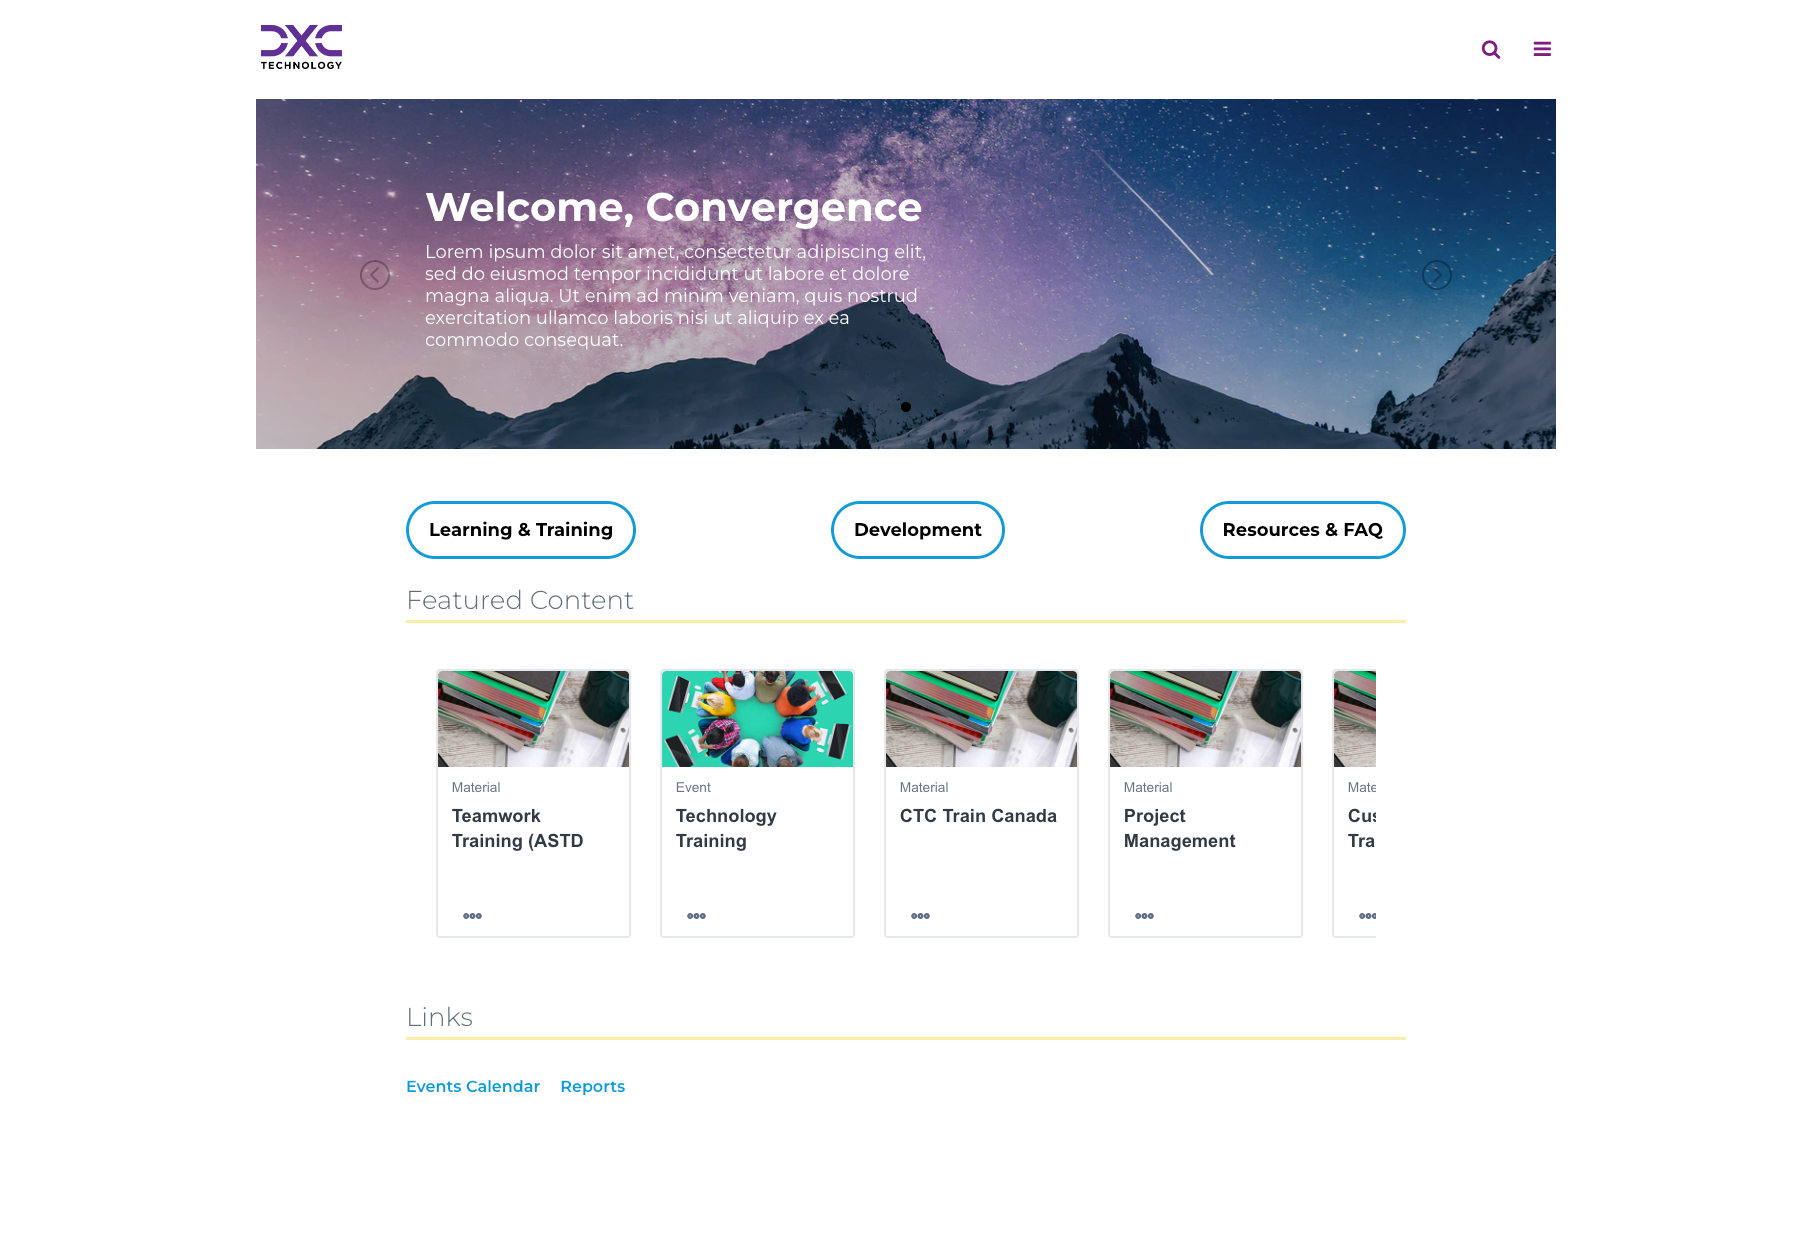 DXC
TECHNOLOGY
Welcome, Convergence
Lorem ipsum dolor sit amet, consectetur adipiscing elit,
sed do eiusmod tempor incididunt ut labore et dolore
magna aliqua. Ut enim ad minim veniam, quis nostrud
exercitation ullamco laboris nisi ut aliquip ex ea
commodo consequat.
Learning & Training
Development
Resources & FAQ
Featured Content
Material
Teamwork
Training (ASTD
Event
Technology
Training
Material
CTC Train Canada
Material
Project
Management
Mate
Cus
Tra
Links
Events Calendar
Reports